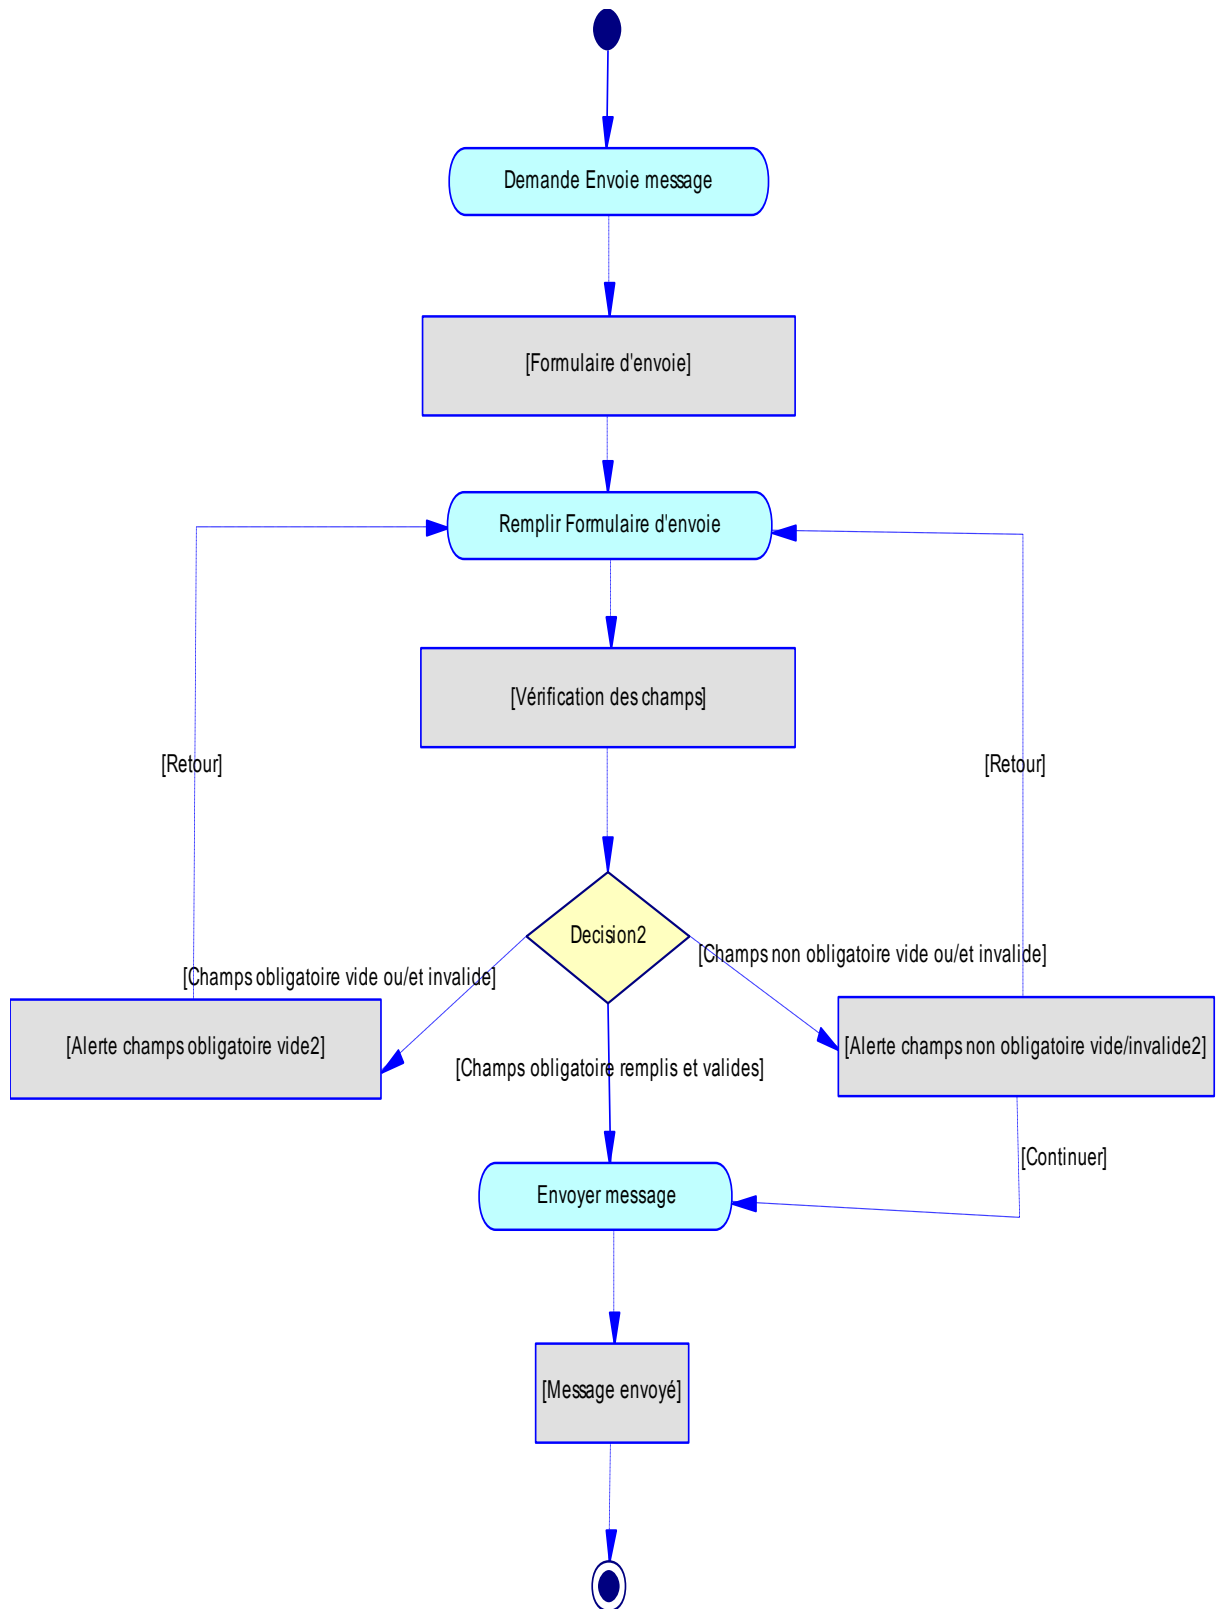 Demande Envoie message
[Formulaire d'envoie]
Remplir Formulaire d'envoie
[Vérification des champs]
[Retour]
[Retour]
Decision2
[Champs non obligatoire vide ou/et invalide]
[Champs obligatoire vide ou/et invalide]
[Alerte champs obligatoire vide2]
[Alerte champs non obligatoire vide/invalide2]
[Champs obligatoire remplis et valides]
[Continuer]
Envoyer message
[Message envoyé]